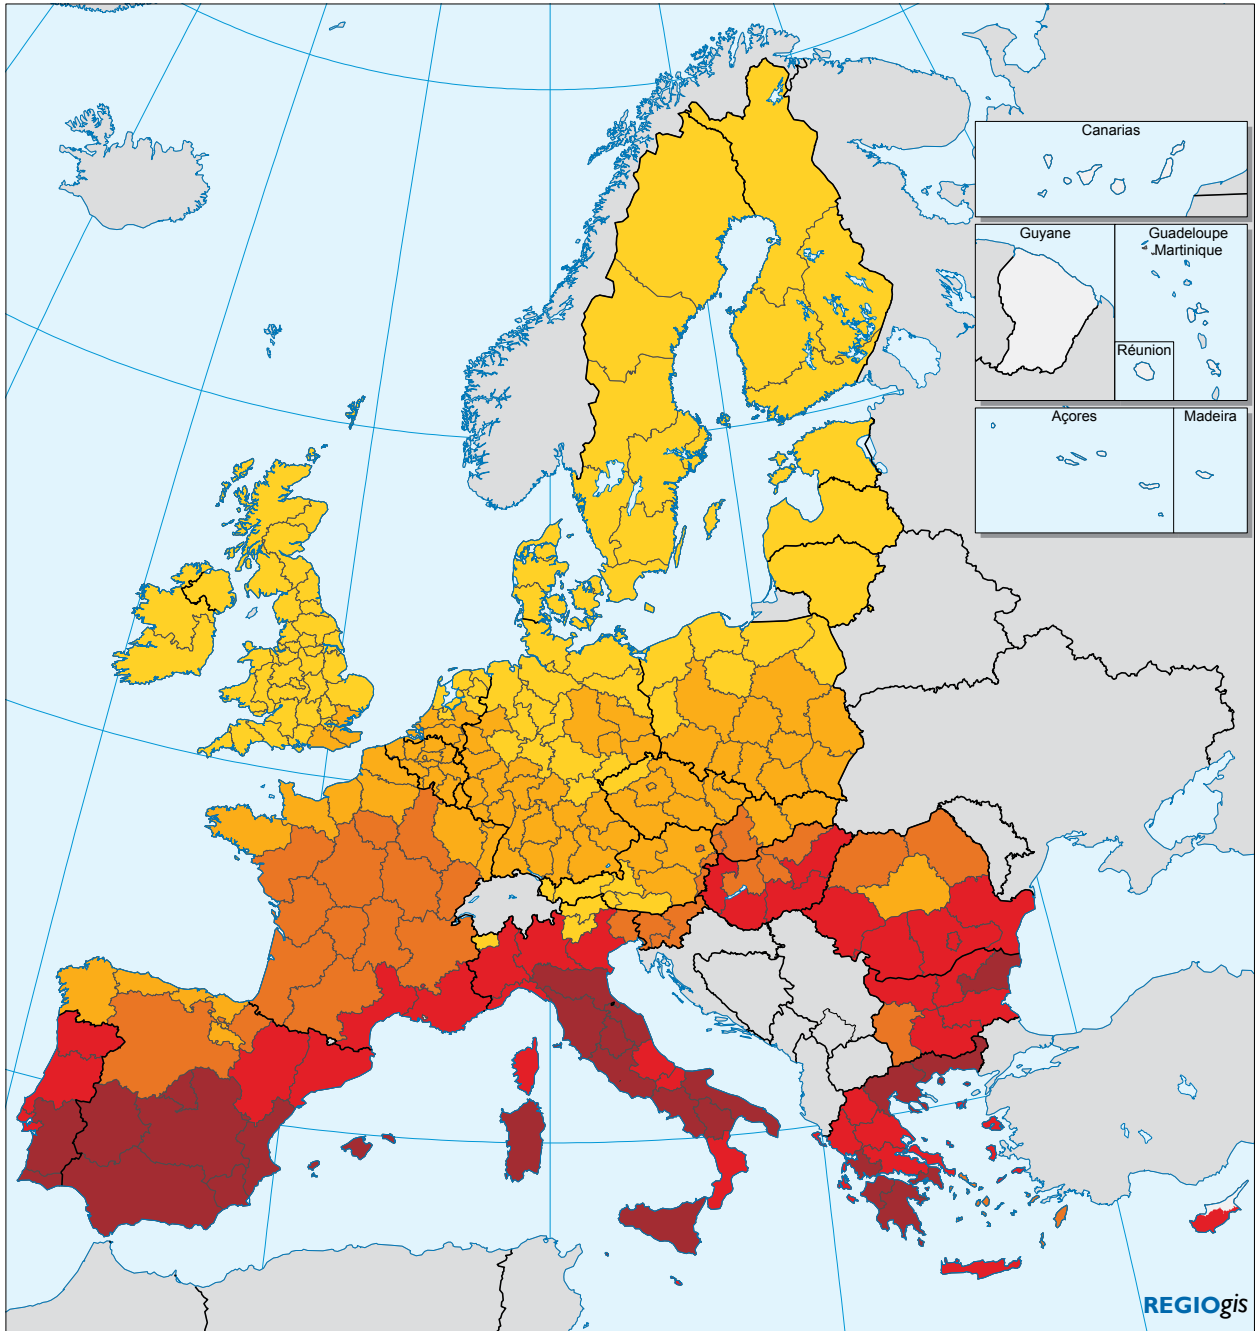 Canarias
Guyane
Guadeloupe
Martinique
Réunion
Açores
Madeira
REGIOgis